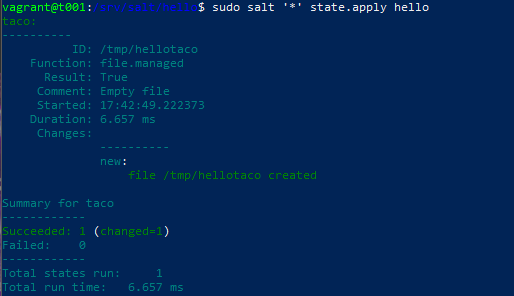 vagrant@t001:/srv/salt/hello$ sudo salt '*' state.apply hello
taco:
----------
          ID: /tmp/hellotaco
    Function: file.managed
      Result: True
     Comment: Empty file
     Started: 17:42:49.222373
    Duration: 6.657 ms
     Changes:
              ----------
              new:
                  file /tmp/hellotaco created

Summary for taco
------------
Succeeded: 1 (changed=1)
Failed:    0
------------
Total states run:     1
Total run time:   6.657 ms